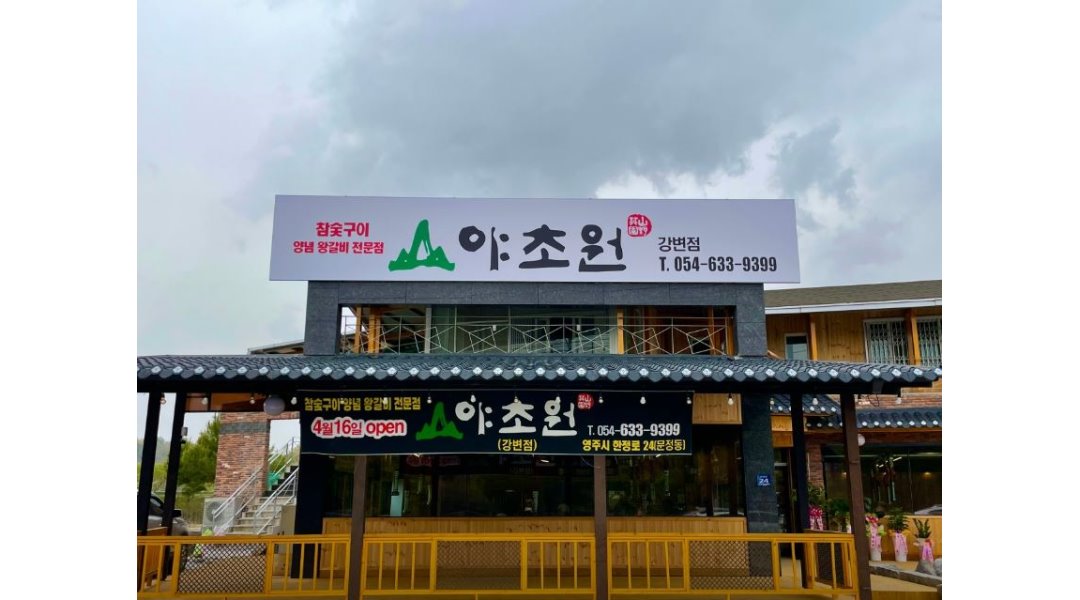 참숯구이
양념 왕갈비 전문점
야초원
강변점
T. 054-633-9399
참숯구이 양념 왕갈비 전문점
4월16일 open
야초원
(강변점)
T. 054-633-9399
영주시 한정로 24(문정동)
24